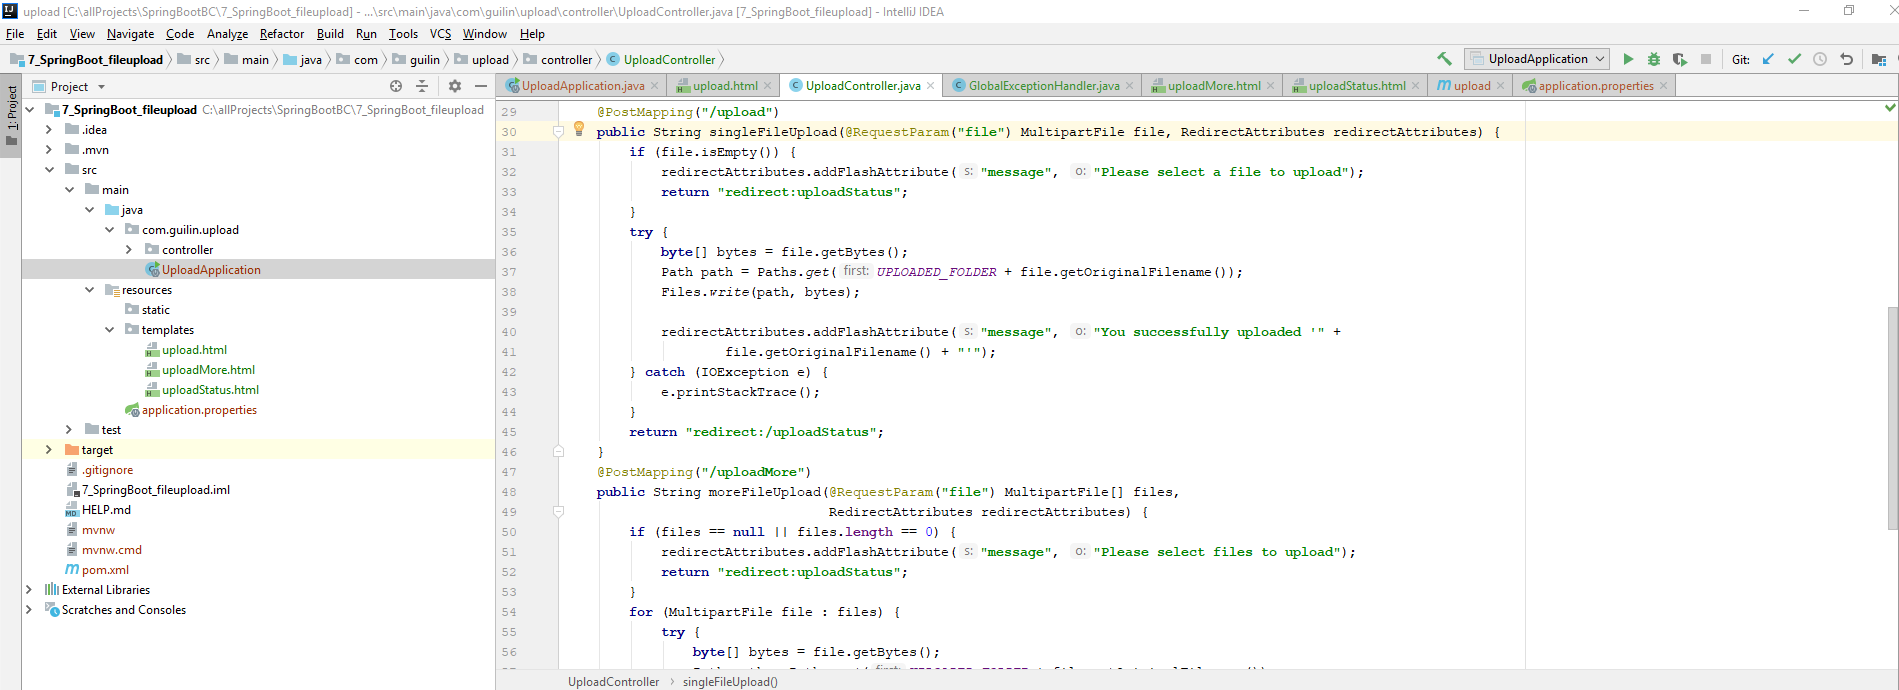 upload [C:\allProjects\SpringBootBC\7_SpringBoot_fileupload] - ...\src\main\java\com\guilin\upload\controller\UploadController.java [7_SpringBoot_fileupload] - IntelliJ IDEA
File Edit View Navigate Code Analyze Refactor Build Run Tools VCS Window Help
7_SpringBoot_fileupload src main java com guilin upload controller UploadController UploadApplication Git:
1: Project
Project
UploadApplication.java upload.html UploadController.java GlobalExceptionHandler.java uploadMore.html uploadStatus.html upload application.properties
7_SpringBoot_fileupload C:\allProjects\SpringBootBC\7_SpringBoot_fileupload
.idea
.mvn
src
main
java
com.guilin.upload
controller
UploadApplication
resources
static
templates
upload.html
uploadMore.html
uploadStatus.html
application.properties
test
target
.gitignore
7_SpringBoot_fileupload.iml
HELP.md
mvnw
mvnw.cmd
pom.xml
External Libraries
Scratches and Consoles
29 @PostMapping("/upload")
30 public String singleFileUpload(@RequestParam("file") MultipartFile file, RedirectAttributes redirectAttributes) {
31 if (file.isEmpty()) {
32 redirectAttributes.addFlashAttribute( s: "message", o: "Please select a file to upload");
33 return "redirect:uploadStatus";
34 }
35 try {
36 byte[] bytes = file.getBytes();
37 Path path = Paths.get( first: UPLOADED_FOLDER + file.getOriginalFilename());
38 Files.write(path, bytes);
39
40 redirectAttributes.addFlashAttribute( s: "message", o: "You successfully uploaded '" +
41 file.getOriginalFilename() + "'");
42 } catch (IOException e) {
43 e.printStackTrace();
44 }
45 return "redirect:/uploadStatus";
46 }
47 @PostMapping("/uploadMore")
48 public String moreFileUpload(@RequestParam("file") MultipartFile[] files,
49 RedirectAttributes redirectAttributes) {
50 if (files == null || files.length == 0) {
51 redirectAttributes.addFlashAttribute( s: "message", o: "Please select files to upload");
52 return "redirect:uploadStatus";
53 }
54 for (MultipartFile file : files) {
55 try {
56 byte[] bytes = file.getBytes();
UploadController singleFileUpload()